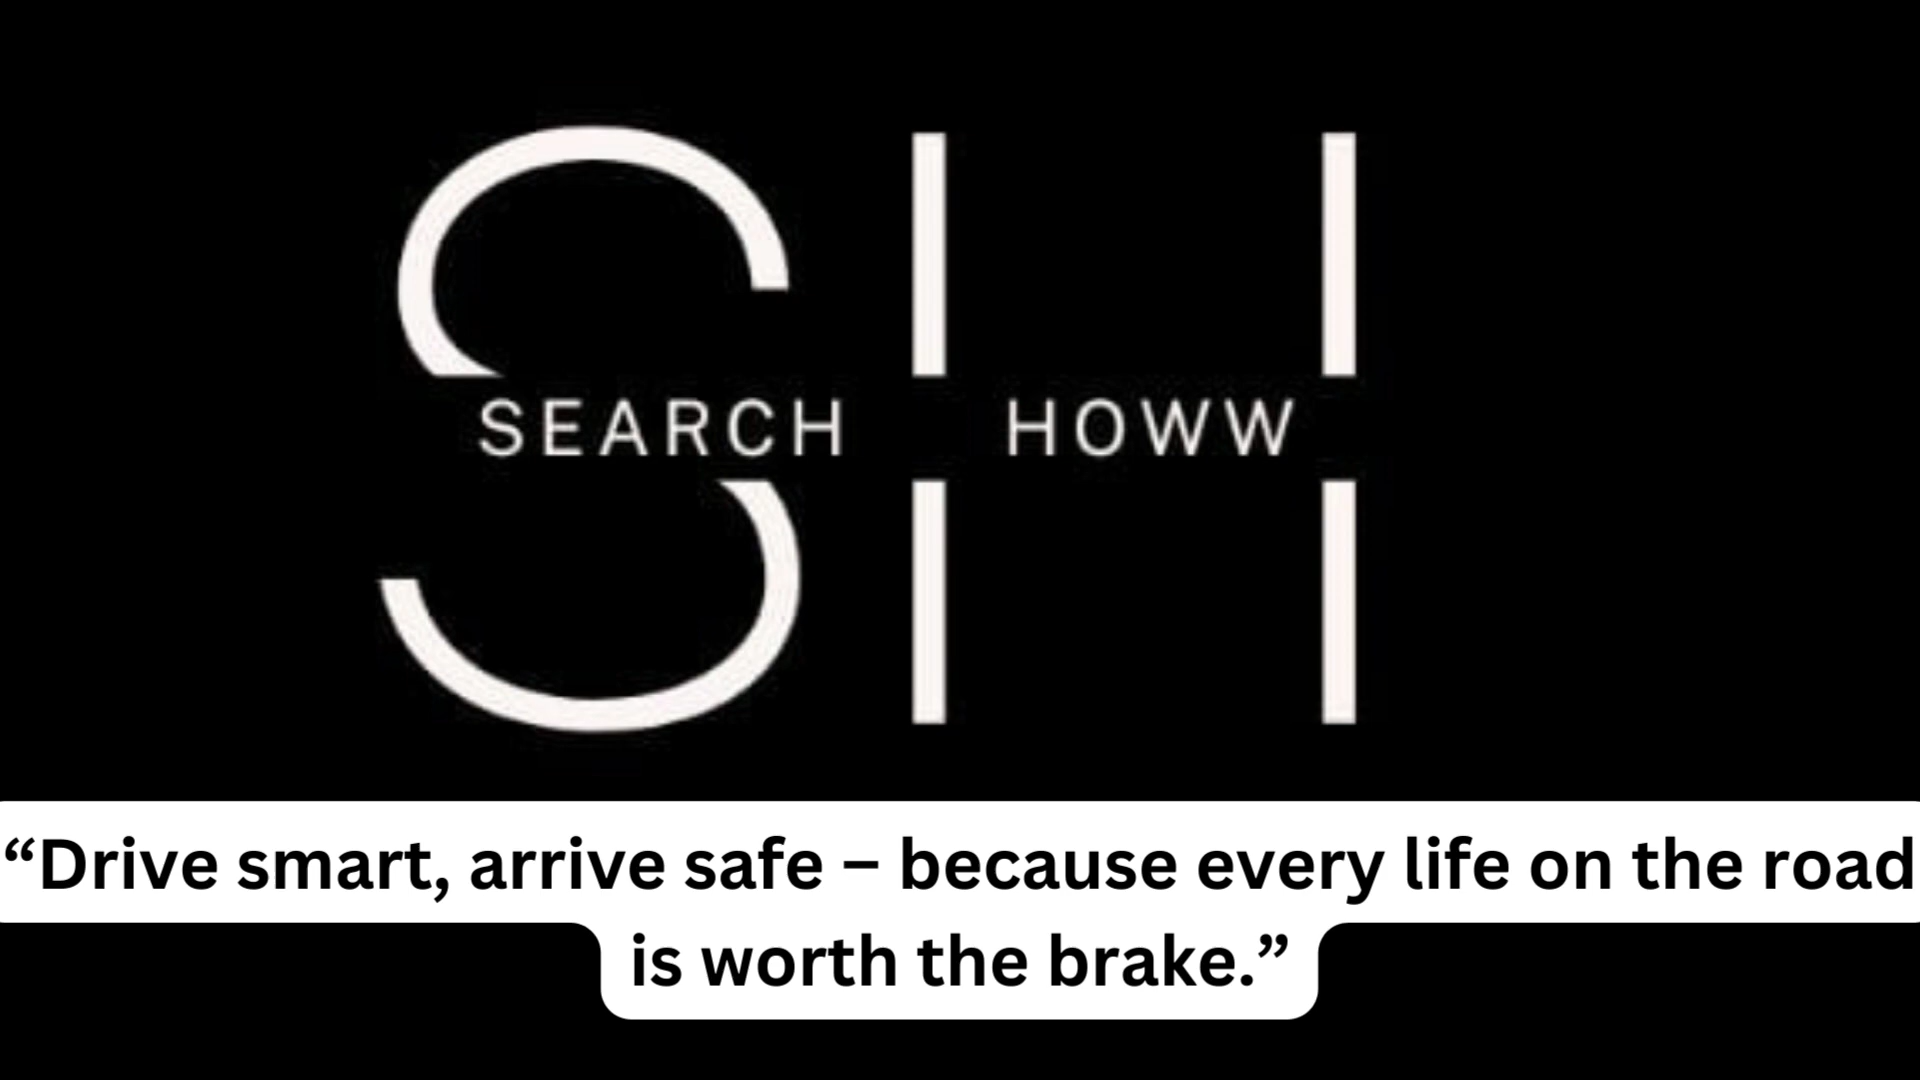 SH
SEARCH HOWW
“Drive smart, arrive safe – because every life on the road
is worth the brake.”